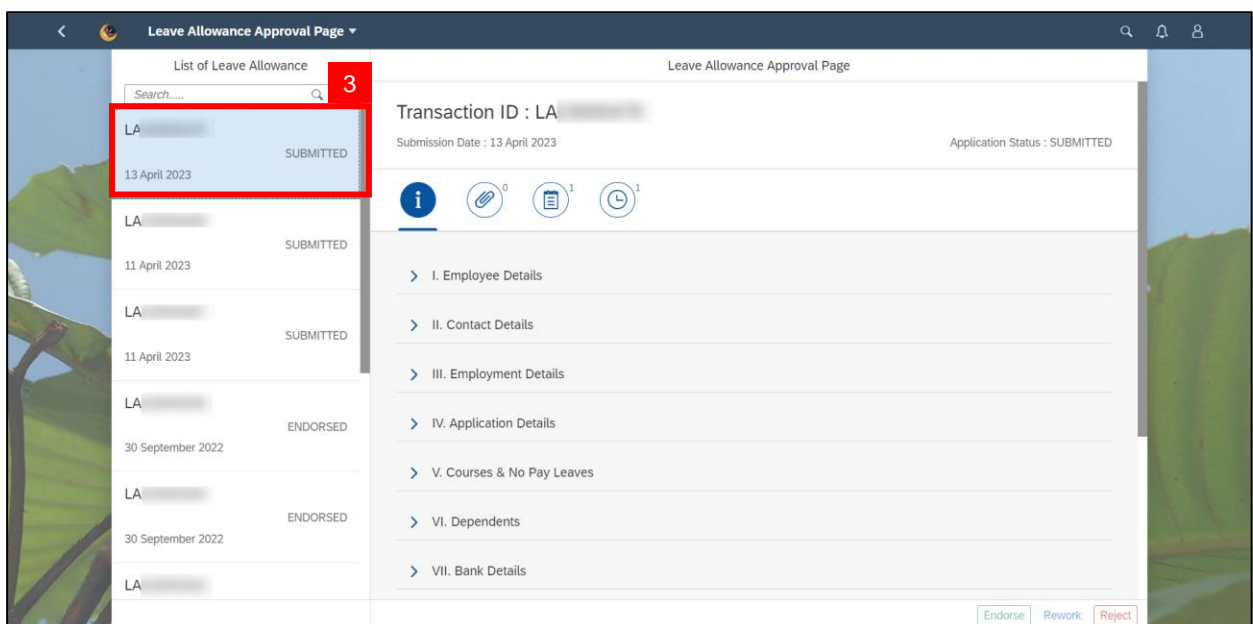 Leave Allowance Approval Page
List of Leave Allowance
Search.....
3
LA
SUBMITTED
13 April 2023
LA
SUBMITTED
11 April 2023
LA
SUBMITTED
11 April 2023
LA
ENDORSED
30 September 2022
LA
ENDORSED
30 September 2022
LA
Leave Allowance Approval Page
Transaction ID : LA
Submission Date : 13 April 2023
Application Status : SUBMITTED
i
0
1
1
I. Employee Details
II. Contact Details
III. Employment Details
IV. Application Details
V. Courses & No Pay Leaves
VI. Dependents
VII. Bank Details
Endorse Rework Reject